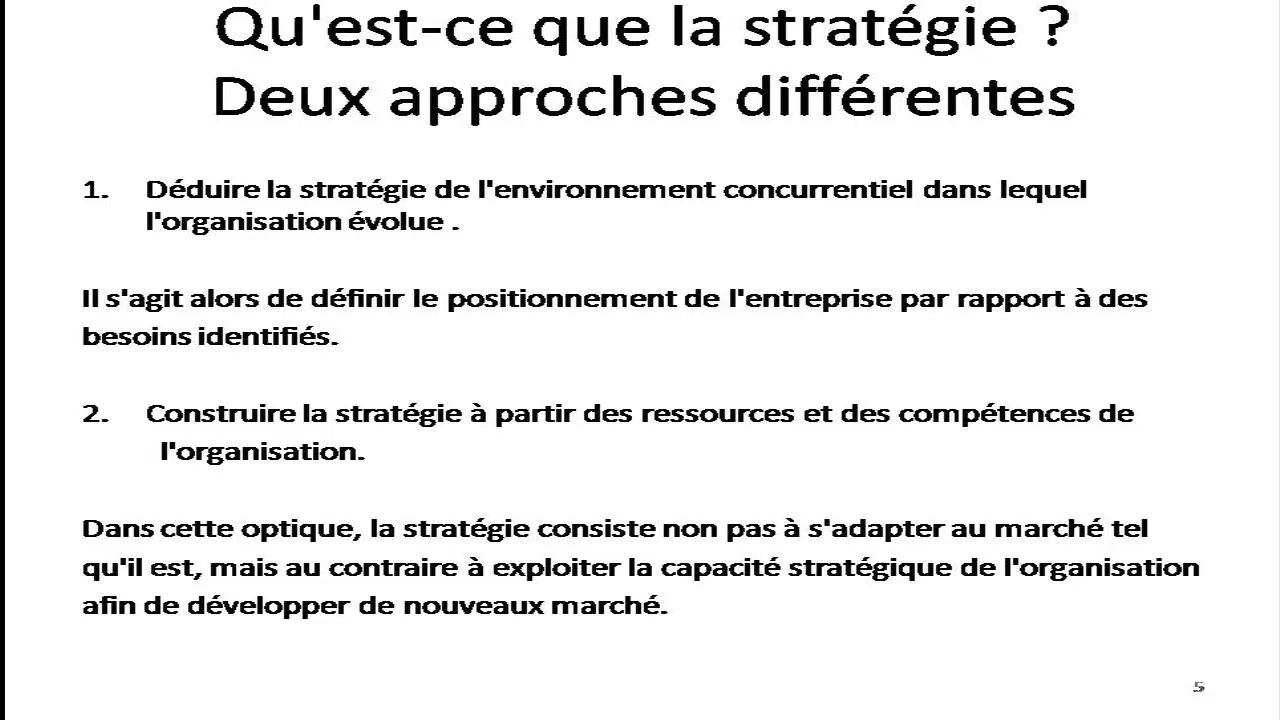 Qu'est-ce que la stratégie ?
Deux approches différentes
1. Déduire la stratégie de l'environnement concurrentiel dans lequel
l'organisation évolue .
Il s'agit alors de définir le positionnement de l'entreprise par rapport à des
besoins identifiés.
2. Construire la stratégie à partir des ressources et des compétences de
l'organisation.
Dans cette optique, la stratégie consiste non pas à s'adapter au marché tel
qu'il est, mais au contraire à exploiter la capacité stratégique de l'organisation
afin de développer de nouveaux marché.
5